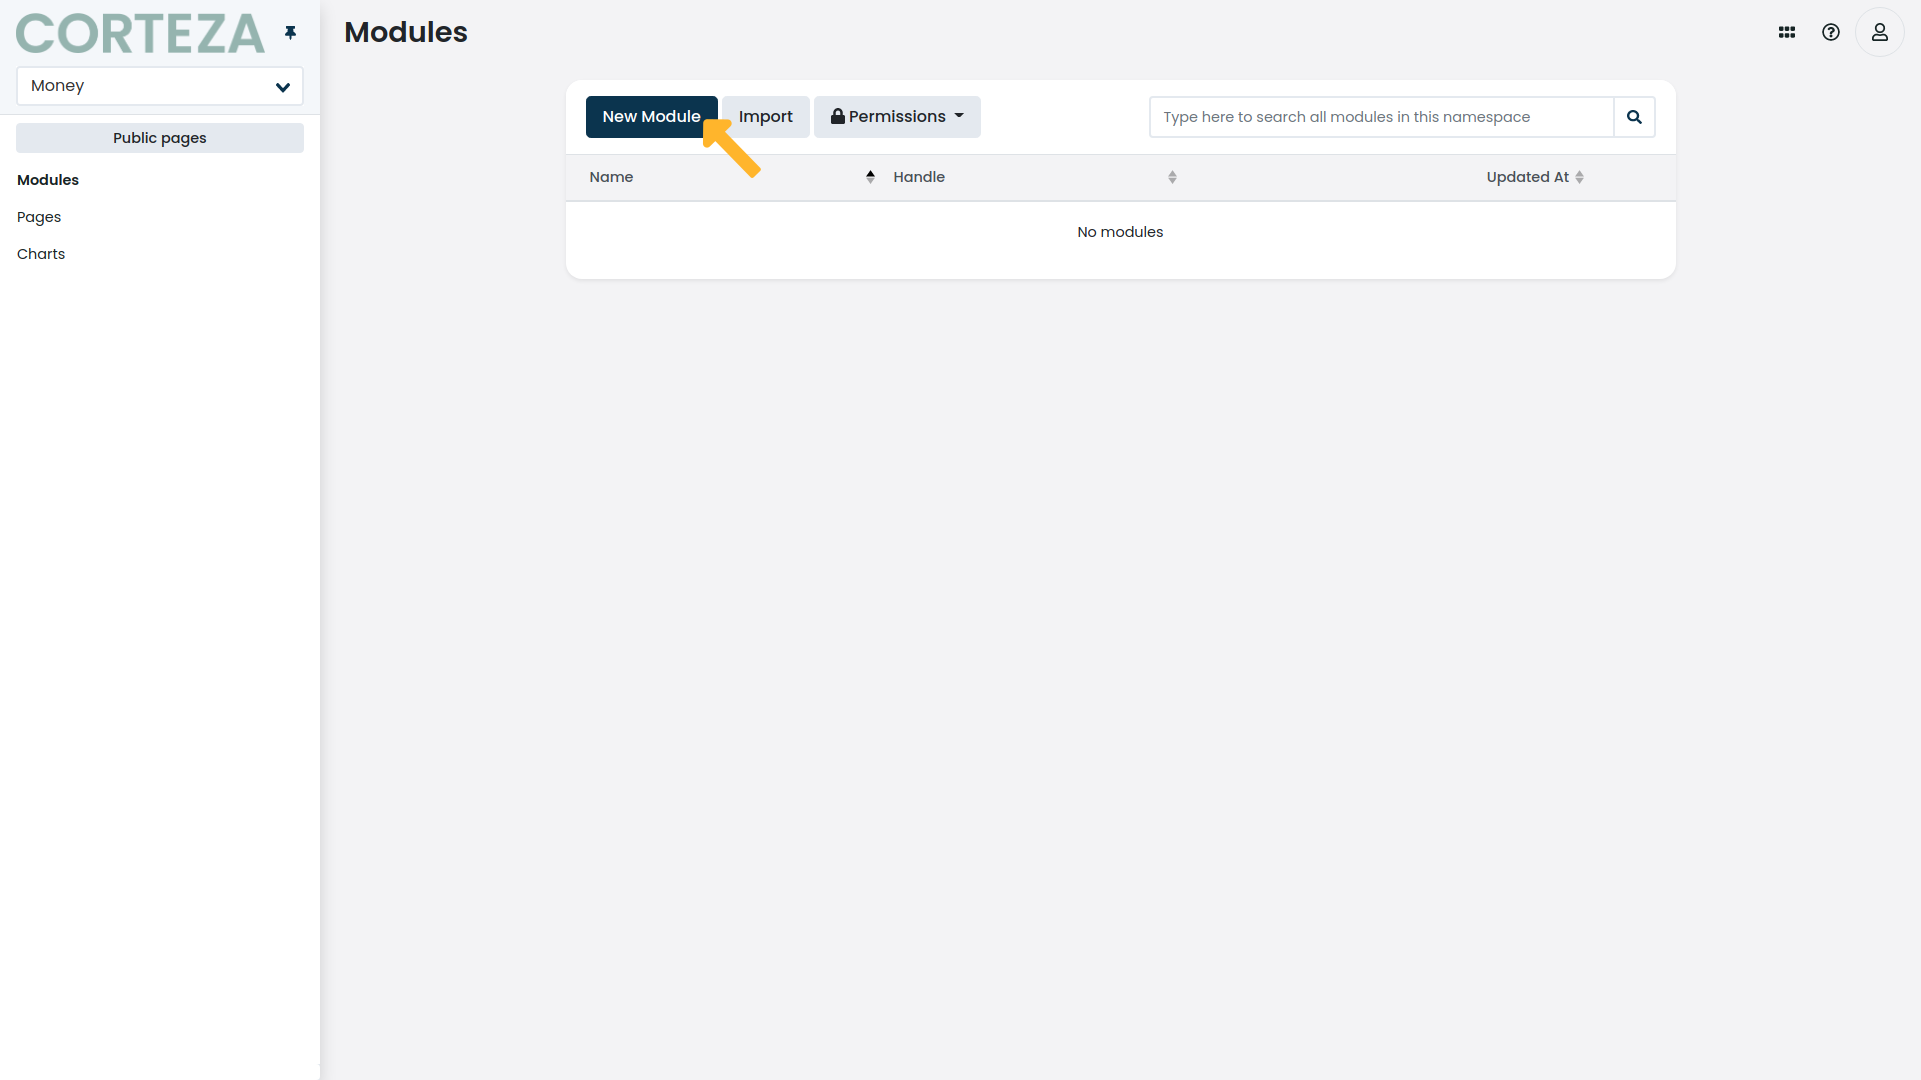 CORTEZA
Money
Public pages
Modules
Pages
Charts
Modules
New Module
Import
Permissions
Type here to search all modules in this namespace
Name
Handle
Updated At
No modules